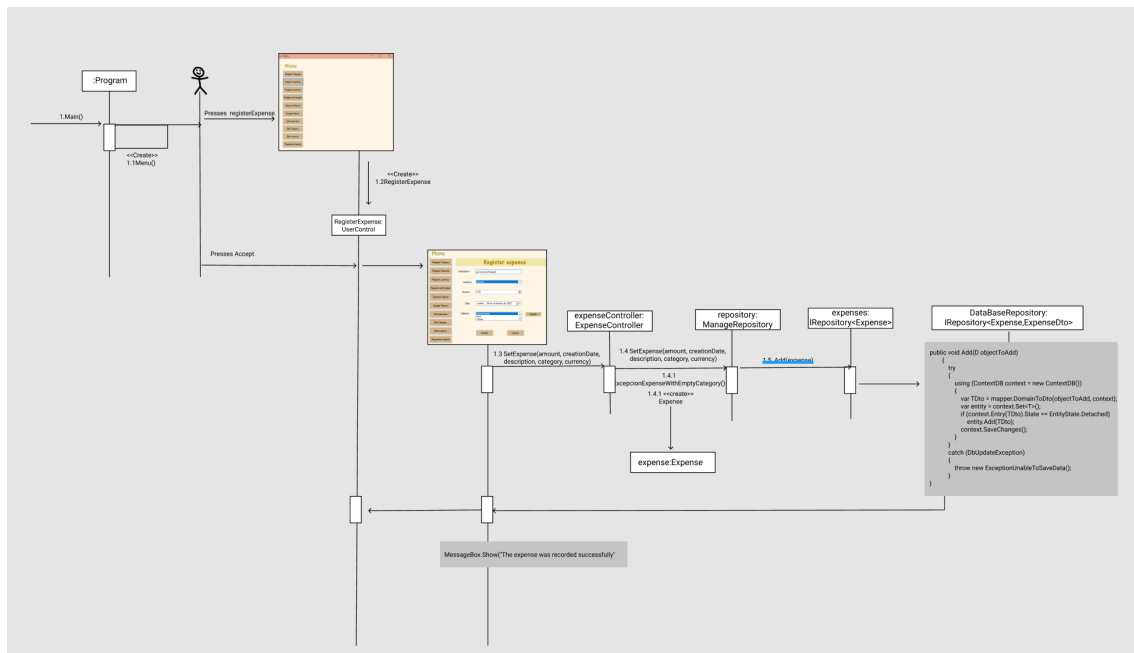 :Program
1.Main()
<<Create>>
1.1Menu()
Presses registerExpense
Menu
<<Create>>
1.2RegisterExpense
RegisterExpense:
UserControl
Presses Accept
Menu
Register expense
expenseController:
ExpenseController
repository:
ManageRepository
expenses:
IRepository<Expense>
DataBaseRepository:
IRepository<Expense,ExpenseDto>
1.3 SetExpense(amount, creationDate,
description, category, currency)
1.4 SetExpense(amount, creationDate,
description, category, currency)
1.5. Add(expense)
1.4.1
xcepcionExpenseWithEmptyCategory()
1.4.1 <<create>>
Expense
expense:Expense
public void Add(D objectToAdd)
{
try
{
using (ContextDB context = new ContextDB())
{
var TDto = mapper.DomainToDto(objectToAdd, context);
var entity = context.Set<T>();
if (context.Entry(TDto).State == EntityState.Detached)
entity.Add(TDto);
context.SaveChanges();
}
}
catch (DbUpdateException)
{
throw new ExceptionUnableToSaveData();
}
}
MessageBox.Show("The expense was recorded successfully"